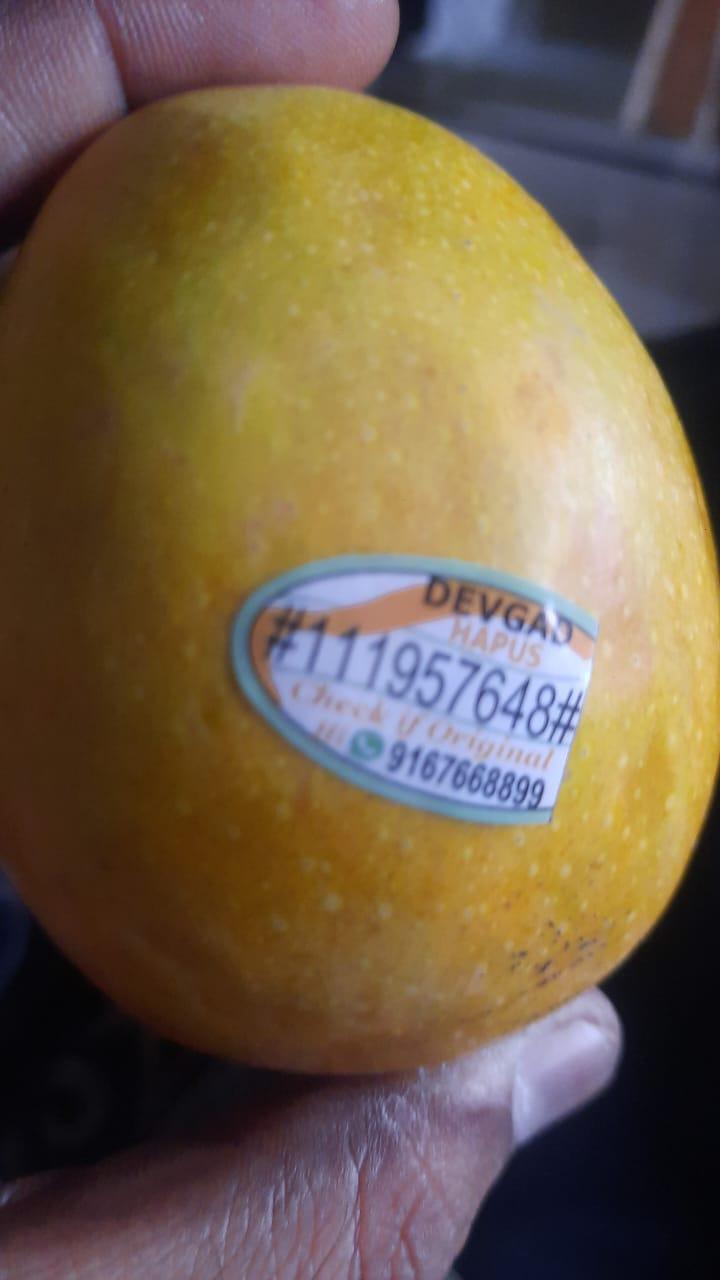 DEVGAD
HAPUS
#111957648#
Check if Original
9167668899